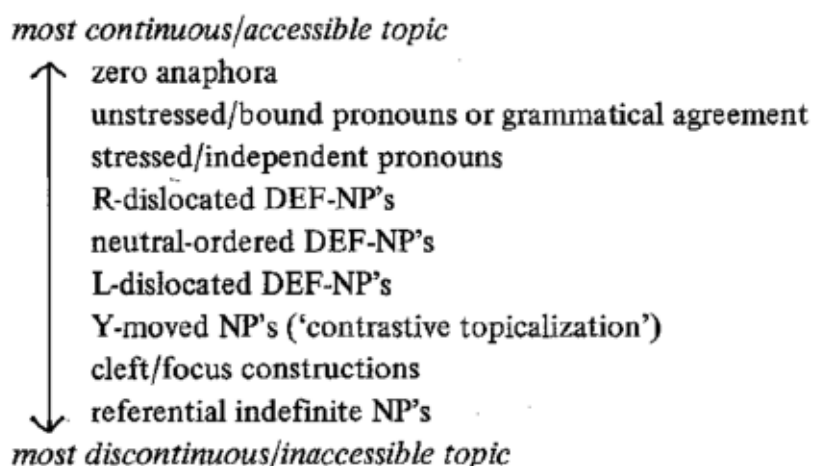 most continuous/accessible topic
zero anaphora
unstressed/bound pronouns or grammatical agreement
stressed/independent pronouns
R-dislocated DEF-NP's
neutral-ordered DEF-NP's
L-dislocated DEF-NP's
Y-moved NP's ('contrastive topicalization')
cleft/focus constructions
referential indefinite NP's
most discontinuous/inaccessible topic